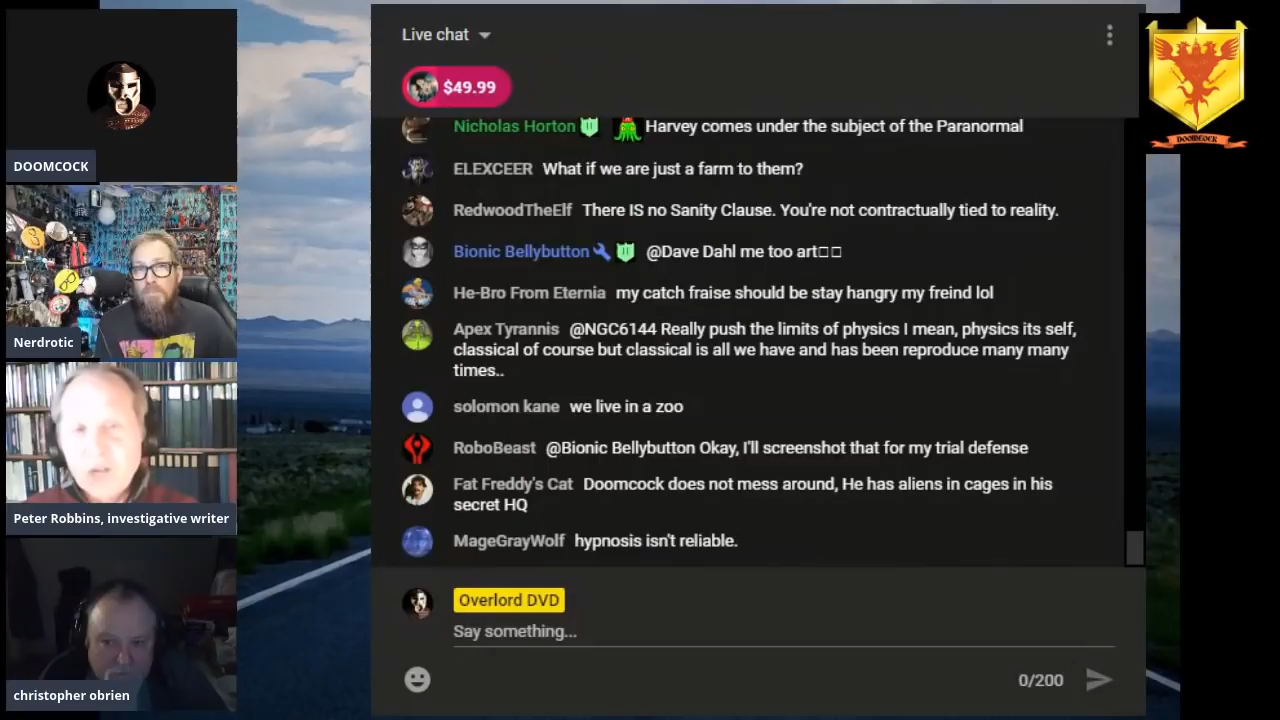 DOOMCOCK
Nerdrotic
Peter Robbins, investigative writer
christopher obrien
Live chat
$49.99
Nicholas Horton Harvey comes under the subject of the Paranormal
ELEXCEER What if we are just a farm to them?
RedwoodTheElf There IS no Sanity Clause. You're not contractually tied to reality.
Bionic Bellybutton @Dave Dahl me too art□□
He-Bro From Eternia my catch fraise should be stay hangry my freind lol
Apex Tyrannis @NGC6144 Really push the limits of physics I mean, physics its self,
classical of course but classical is all we have and has been reproduce many many
times..
solomon kane we live in a zoo
RoboBeast @Bionic Bellybutton Okay, I'll screenshot that for my trial defense
Fat Freddy's Cat Doomcock does not mess around, He has aliens in cages in his
secret HQ
MageGrayWolf hypnosis isn't reliable.
Overlord DVD
Say something...
0/200
DOOMCOCK